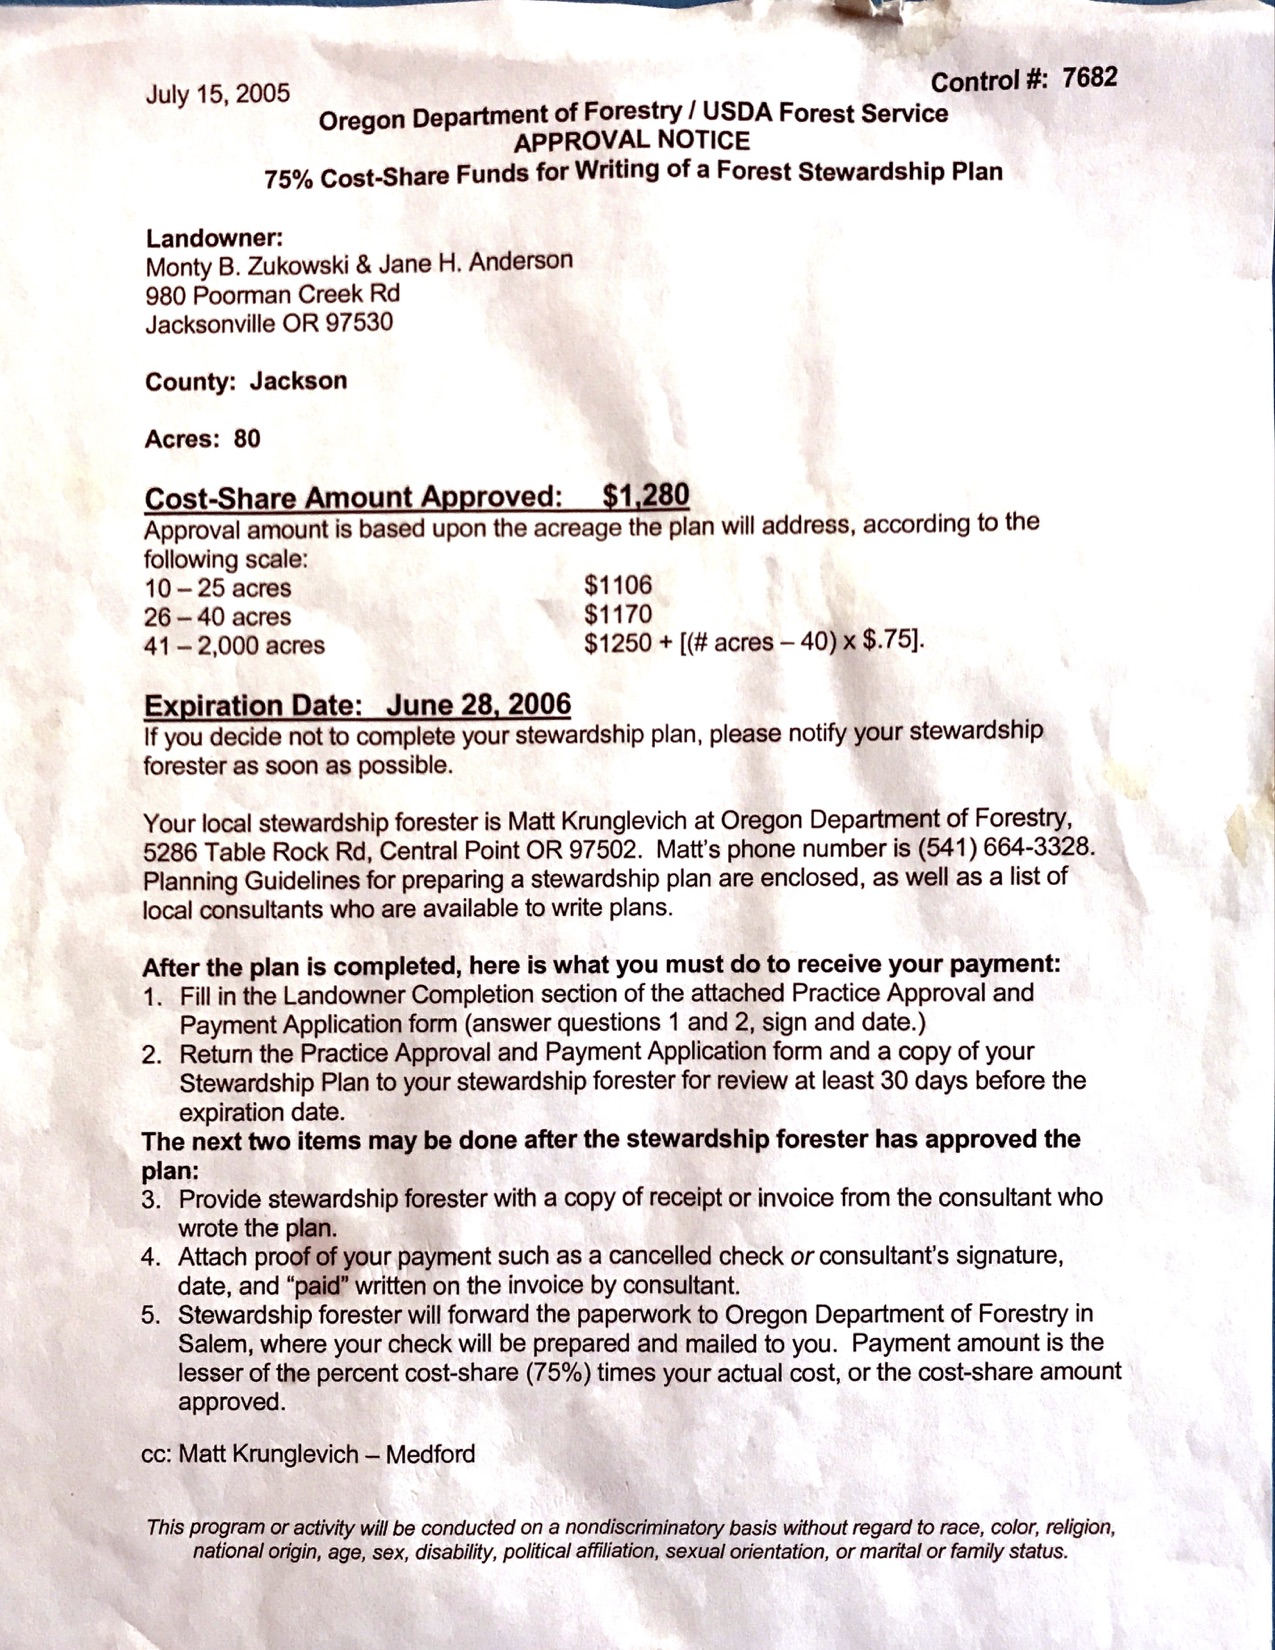 July 15, 2005
Control #: 7682
Oregon Department of Forestry / USDA Forest Service
APPROVAL NOTICE
75% Cost-Share Funds for Writing of a Forest Stewardship Plan
Landowner:
Monty B. Zukowski & Jane H. Anderson
980 Poorman Creek Rd
Jacksonville OR 97530
County: Jackson
Acres: 80
Cost-Share Amount Approved: $1,280
Approval amount is based upon the acreage the plan will address, according to the
following scale:
10 – 25 acres $1106
26 – 40 acres $1170
41 – 2,000 acres $1250 + [(# acres – 40) x $.75].
Expiration Date: June 28, 2006
If you decide not to complete your stewardship plan, please notify your stewardship
forester as soon as possible.
Your local stewardship forester is Matt Krunglevich at Oregon Department of Forestry,
5286 Table Rock Rd, Central Point OR 97502. Matt's phone number is (541) 664-3328.
Planning Guidelines for preparing a stewardship plan are enclosed, as well as a list of
local consultants who are available to write plans.
After the plan is completed, here is what you must do to receive your payment:
1. Fill in the Landowner Completion section of the attached Practice Approval and
Payment Application form (answer questions 1 and 2, sign and date.)
2. Return the Practice Approval and Payment Application form and a copy of your
Stewardship Plan to your stewardship forester for review at least 30 days before the
expiration date.
The next two items may be done after the stewardship forester has approved the
plan:
3. Provide stewardship forester with a copy of receipt or invoice from the consultant who
wrote the plan.
4. Attach proof of your payment such as a cancelled check or consultant's signature,
date, and "paid" written on the invoice by consultant.
5. Stewardship forester will forward the paperwork to Oregon Department of Forestry in
Salem, where your check will be prepared and mailed to you. Payment amount is the
lesser of the percent cost-share (75%) times your actual cost, or the cost-share amount
approved.
cc: Matt Krunglevich – Medford
This program or activity will be conducted on a nondiscriminatory basis without regard to race, color, religion,
national origin, age, sex, disability, political affiliation, sexual orientation, or marital or family status.